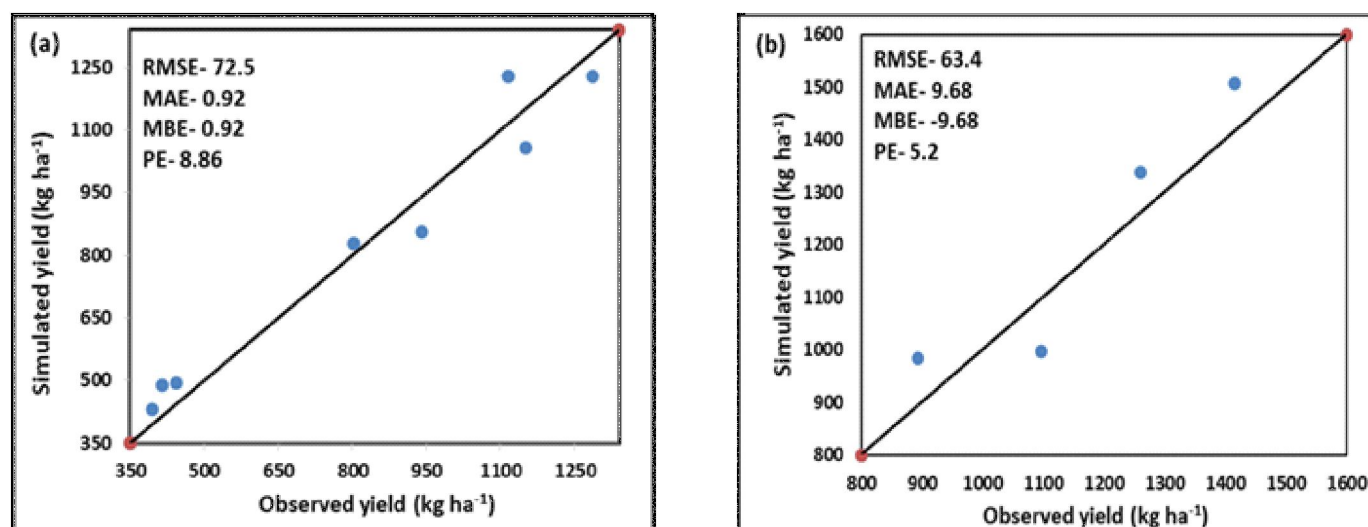 (a)
RMSE- 72.5
MAE- 0.92
MBE- 0.92
PE- 8.86
Simulated yield (kg ha⁻¹)
1250
1100
950
800
650
500
350
350 500 650 800 950 1100 1250
Observed yield (kg ha⁻¹)
(b)
RMSE- 63.4
MAE- 9.68
MBE- -9.68
PE- 5.2
Simulated yield (kg ha⁻¹)
1600
1500
1400
1300
1200
1100
1000
900
800
800 900 1000 1100 1200 1300 1400 1500 1600
Observed yield (kg ha⁻¹)